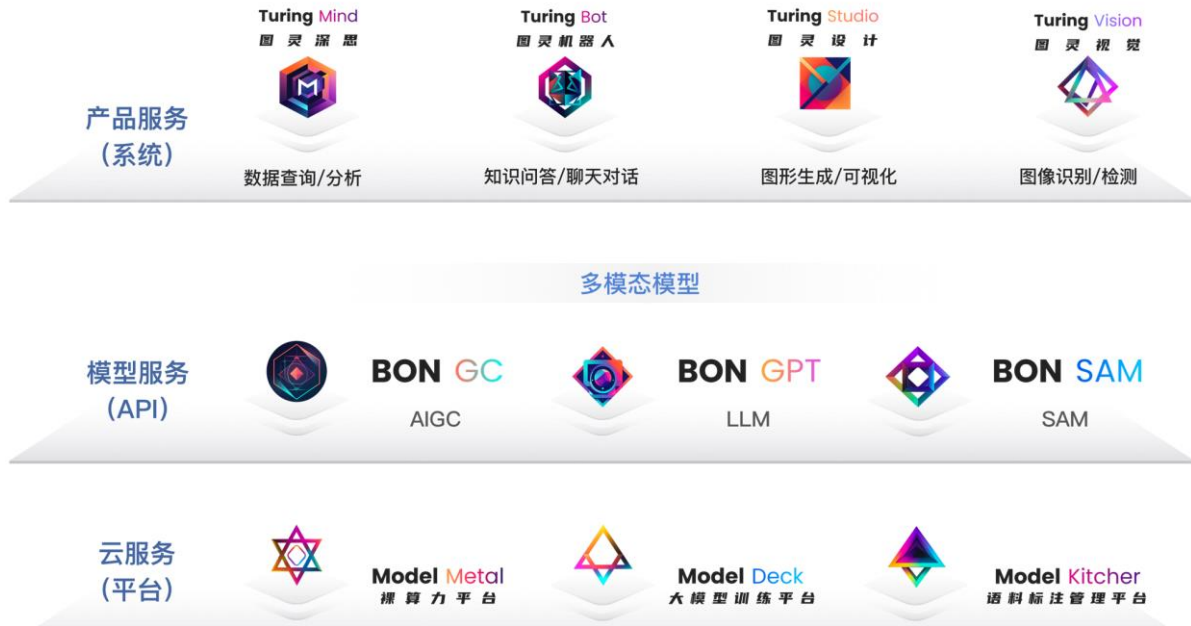 Turing Mind
图灵深思
Turing Bot
图灵机器人
Turing Studio
图灵设计
Turing Vision
图灵视觉
M
产品服务
(系统)
数据查询/分析
知识问答/聊天对话
图形生成/可视化
图像识别/检测
多模态模型
模型服务
(API)
BON GC
AIGC
BON GPT
LLM
BON SAM
SAM
云服务
(平台)
Model Metal
裸算力平台
Model Deck
大模型训练平台
Model Kitcher
语料标注管理平台